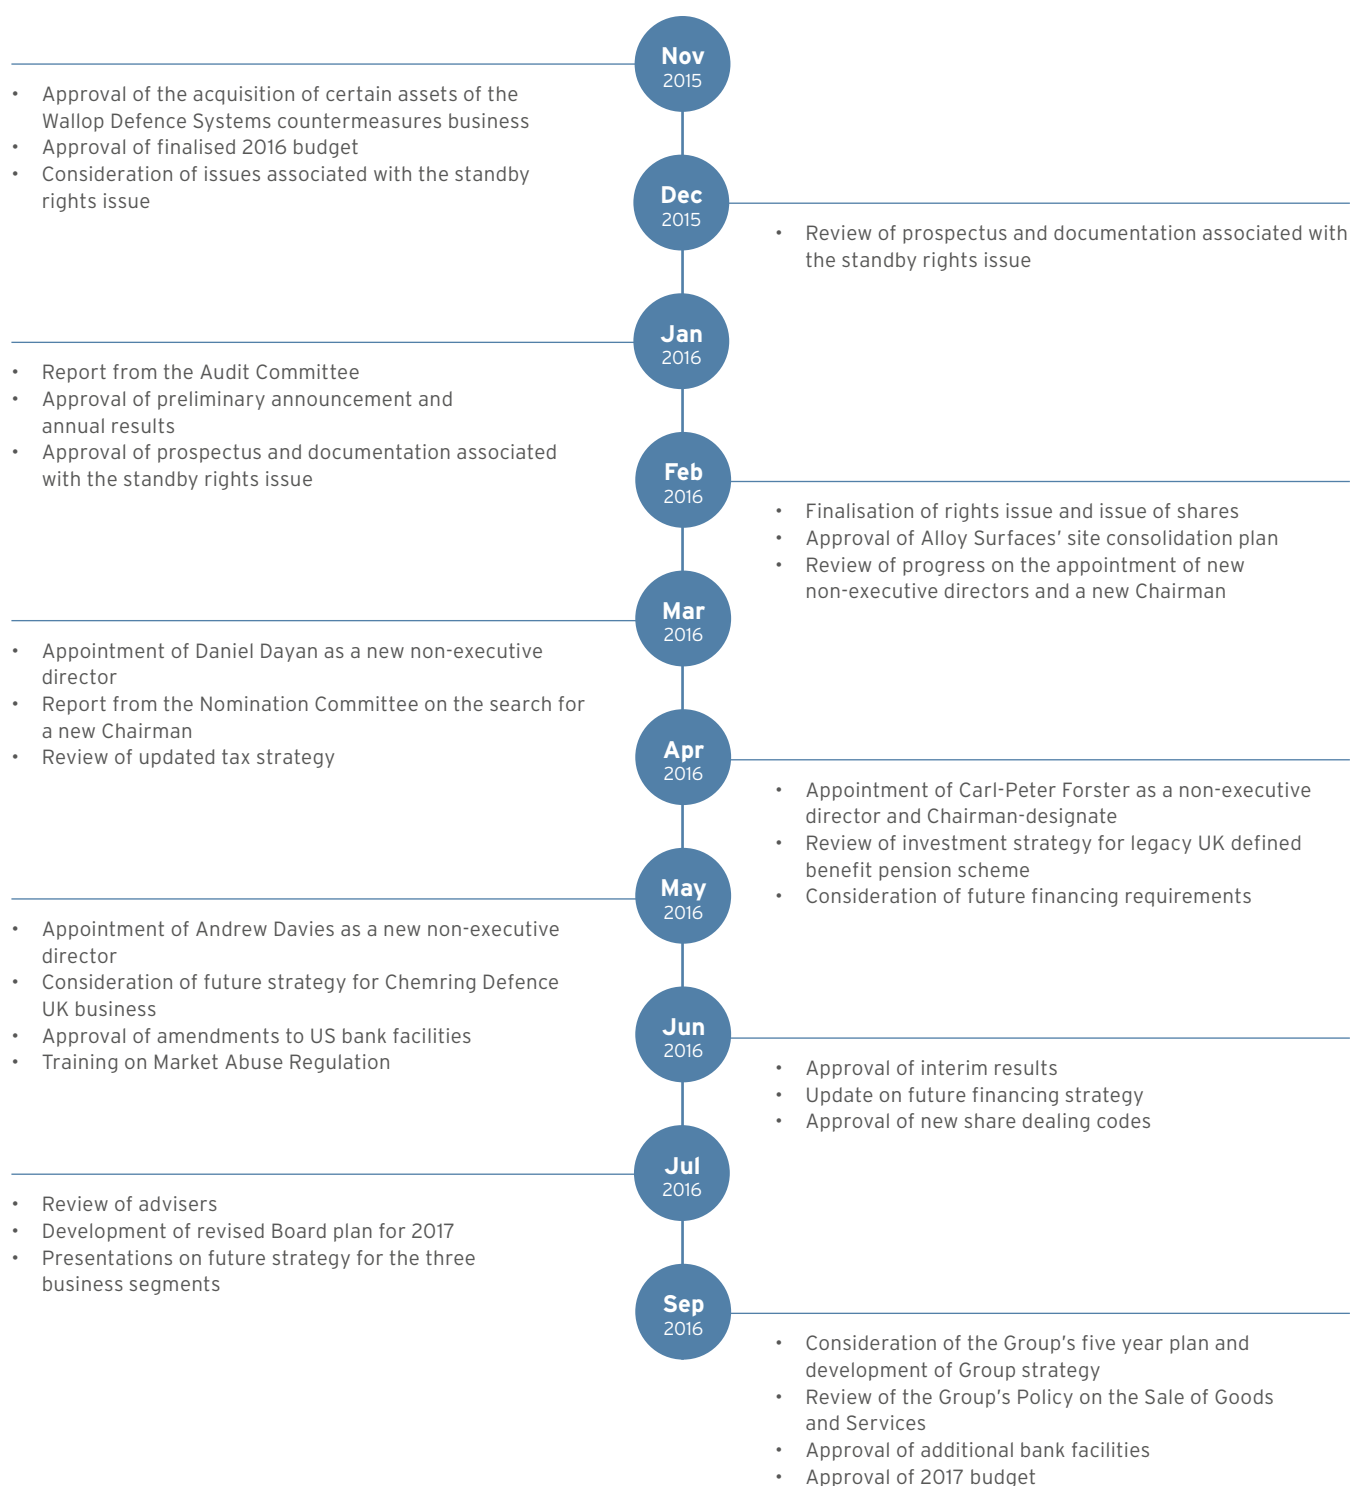 Nov
2015
• Approval of the acquisition of certain assets of the
Wallop Defence Systems countermeasures business
• Approval of finalised 2016 budget
• Consideration of issues associated with the standby
rights issue
Dec
2015
• Review of prospectus and documentation associated with
the standby rights issue
Jan
2016
• Report from the Audit Committee
• Approval of preliminary announcement and
annual results
• Approval of prospectus and documentation associated
with the standby rights issue
Feb
2016
• Finalisation of rights issue and issue of shares
• Approval of Alloy Surfaces’ site consolidation plan
• Review of progress on the appointment of new
non-executive directors and a new Chairman
Mar
2016
• Appointment of Daniel Dayan as a new non-executive
director
• Report from the Nomination Committee on the search for
a new Chairman
• Review of updated tax strategy
Apr
2016
• Appointment of Carl-Peter Forster as a non-executive
director and Chairman-designate
• Review of investment strategy for legacy UK defined
benefit pension scheme
• Consideration of future financing requirements
May
2016
• Appointment of Andrew Davies as a new non-executive
director
• Consideration of future strategy for Chemring Defence
UK business
• Approval of amendments to US bank facilities
• Training on Market Abuse Regulation
Jun
2016
• Approval of interim results
• Update on future financing strategy
• Approval of new share dealing codes
Jul
2016
• Review of advisers
• Development of revised Board plan for 2017
• Presentations on future strategy for the three
business segments
Sep
2016
• Consideration of the Group’s five year plan and
development of Group strategy
• Review of the Group’s Policy on the Sale of Goods
and Services
• Approval of additional bank facilities
• Approval of 2017 budget